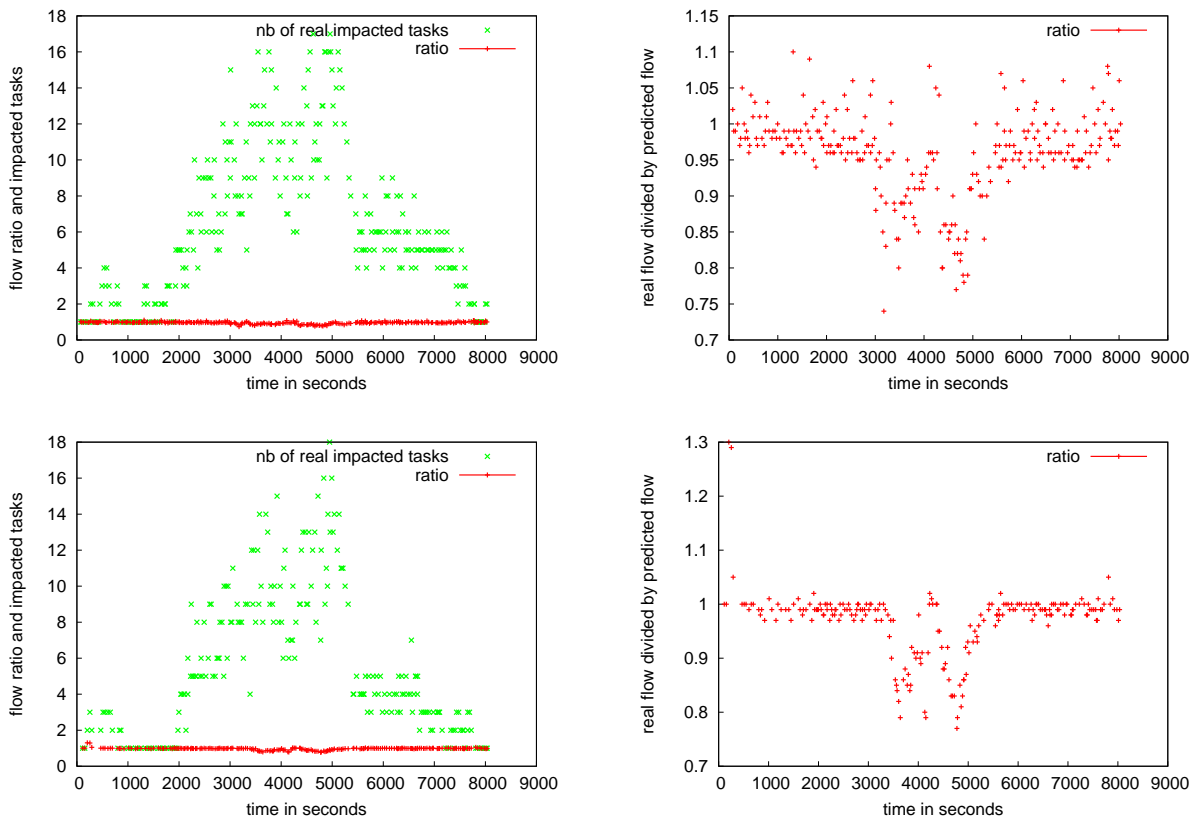 18
16
14
12
10
8
6
4
2
0
0 1000 2000 3000 4000 5000 6000 7000 8000 9000
flow ratio and impacted tasks
time in seconds
nb of real impacted tasks
ratio
1.15
1.1
1.05
1
0.95
0.9
0.85
0.8
0.75
0.7
0 1000 2000 3000 4000 5000 6000 7000 8000 9000
real flow divided by predicted flow
time in seconds
ratio
18
16
14
12
10
8
6
4
2
0
0 1000 2000 3000 4000 5000 6000 7000 8000 9000
flow ratio and impacted tasks
time in seconds
nb of real impacted tasks
ratio
1.3
1.2
1.1
1
0.9
0.8
0.7
0 1000 2000 3000 4000 5000 6000 7000 8000 9000
real flow divided by predicted flow
time in seconds
ratio